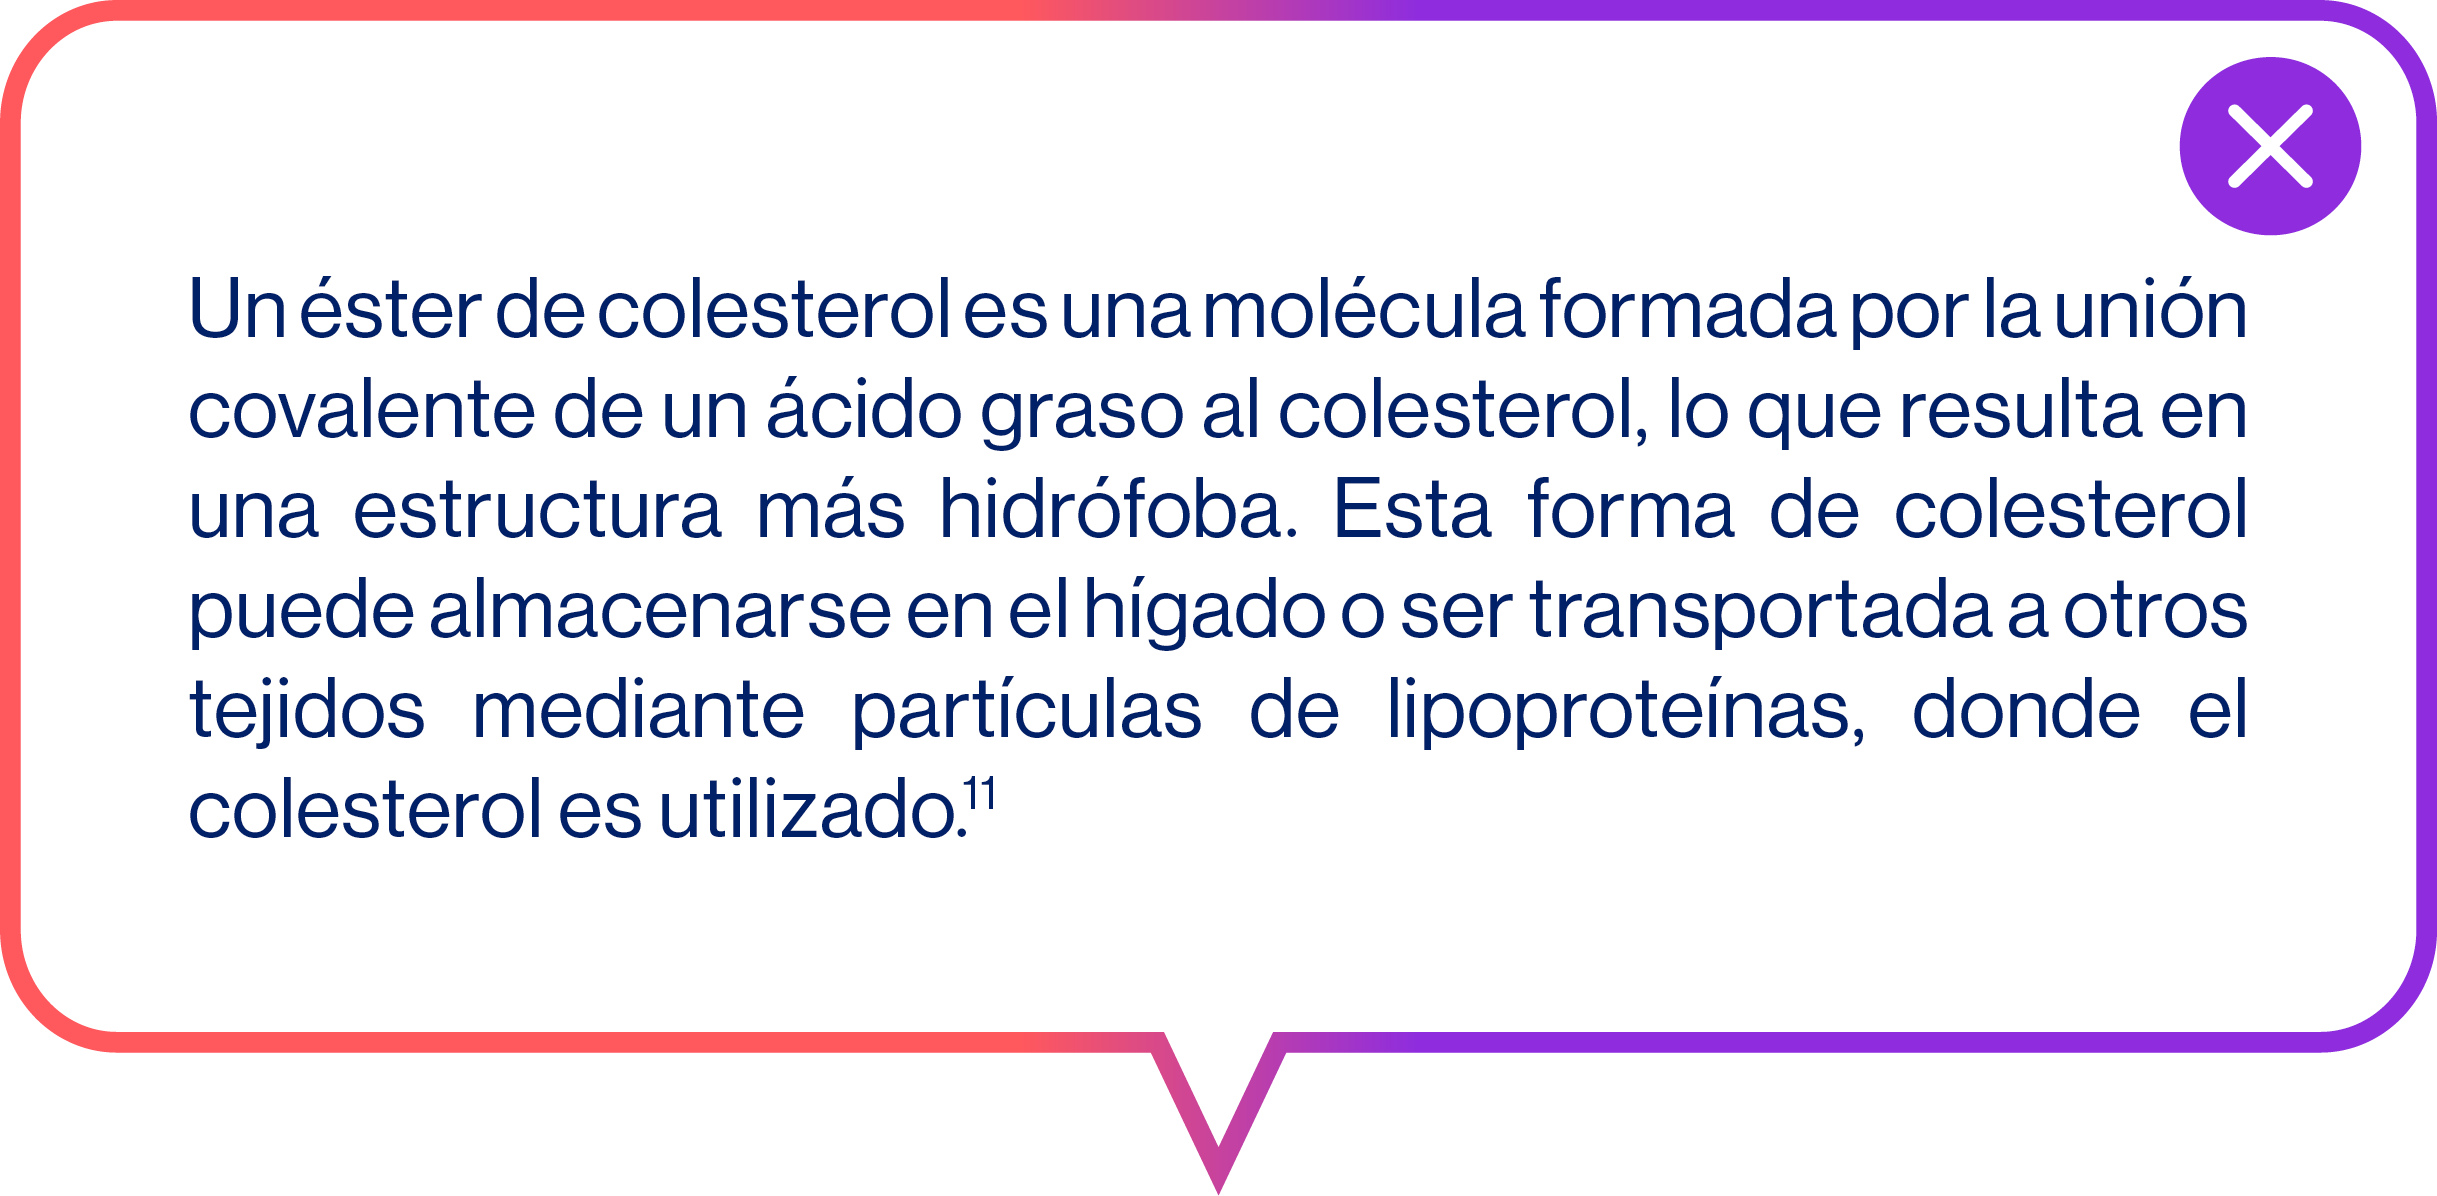 Un éster de colesterol es una molécula formada por la unión
covalente de un ácido graso al colesterol, lo que resulta en
una estructura más hidrófoba. Esta forma de colesterol
puede almacenarse en el hígado o ser transportada a otros
tejidos mediante partículas de lipoproteínas, donde el
colesterol es utilizado.¹¹